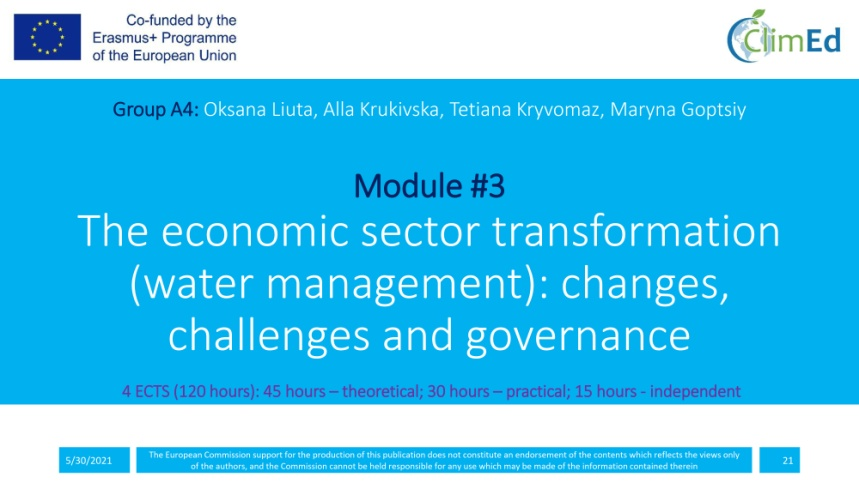 Co-funded by the
Erasmus+ Programme
of the European Union
ClimEd
Group A4: Oksana Liuta, Alla Krukivska, Tetiana Kryvomaz, Maryna Goptsiy
Module #3
The economic sector transformation
(water management): changes,
challenges and governance
4 ECTS (120 hours): 45 hours – theoretical; 30 hours – practical; 15 hours - independent
5/30/2021
The European Commission support for the production of this publication does not constitute an endorsement of the contents which reflects the views only
of the authors, and the Commission cannot be held responsible for any use which may be made of the information contained therein
21